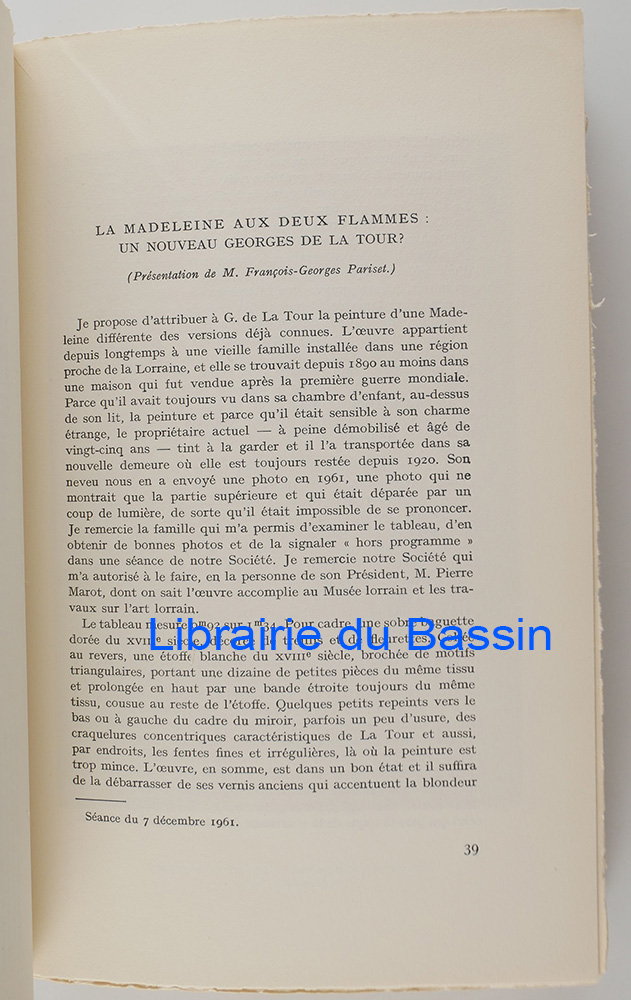 LA MADELEINE AUX DEUX FLAMMES :
UN NOUVEAU GEORGES DE LA TOUR?
(Présentation de M. François-Georges Pariset.)
Je propose d'attribuer à G. de La Tour la peinture d'une Made-
leine différente des versions déjà connues. L'œuvre appartient
depuis longtemps à une vieille famille installée dans une région
proche de la Lorraine, et elle se trouvait depuis 1890 au moins dans
une maison qui fut vendue après la première guerre mondiale.
Parce qu'il avait toujours vu dans sa chambre d'enfant, au-dessus
de son lit, la peinture et parce qu'il était sensible à son charme
étrange, le propriétaire actuel — à peine démobilisé et âgé de
vingt-cinq ans — tint à la garder et il l'a transportée dans sa
nouvelle demeure où elle est toujours restée depuis 1920. Son
neveu nous en a envoyé une photo en 1961, une photo qui ne
montrait que la partie supérieure et qui était déparée par un
coup de lumière, de sorte qu'il était impossible de se prononcer.
Je remercie la famille qui m'a permis d'examiner le tableau, d'en
obtenir de bonnes photos et de la signaler « hors programme »
dans une séance de notre Société. Je remercie notre Société qui
m'a autorisé à le faire, en la personne de son Président, M. Pierre
Marot, dont on sait l'œuvre accomplie au Musée lorrain et les tra-
vaux sur l'art lorrain.
Le tableau mesure 0m92 sur 1m34. Pour cadre, une sobre baguette
dorée du XVIIe siècle, décorée de et de fleurettes.
Librairie du Bassin
au revers, une étoffe blanche du XVIIIe siècle, brochée de motifs
triangulaires, portant une dizaine de petites pièces du même tissu
et prolongée en haut par une bande étroite toujours du même
tissu, cousue au reste de l'étoffe. Quelques petits repeints vers le
bas ou à gauche du cadre du miroir, parfois un peu d'usure, des
craquelures concentriques caractéristiques de La Tour et aussi,
par endroits, les fentes fines et irrégulières, là où la peinture est
trop mince. L'œuvre, en somme, est dans un bon état et il suffira
de la débarrasser de ses vernis anciens qui accentuent la blondeur
Séance du 7 décembre 1961.
39